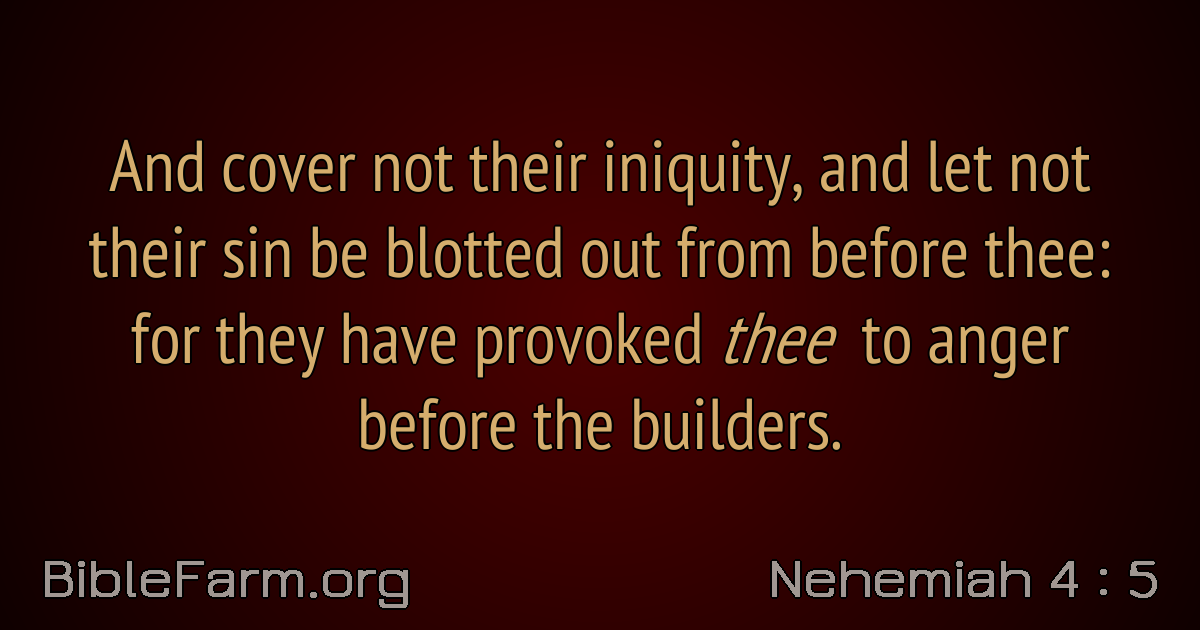 And cover not their iniquity, and let not
their sin be blotted out from before thee:
for they have provoked thee to anger
before the builders.
BibleFarm.org
Nehemiah 4 : 5